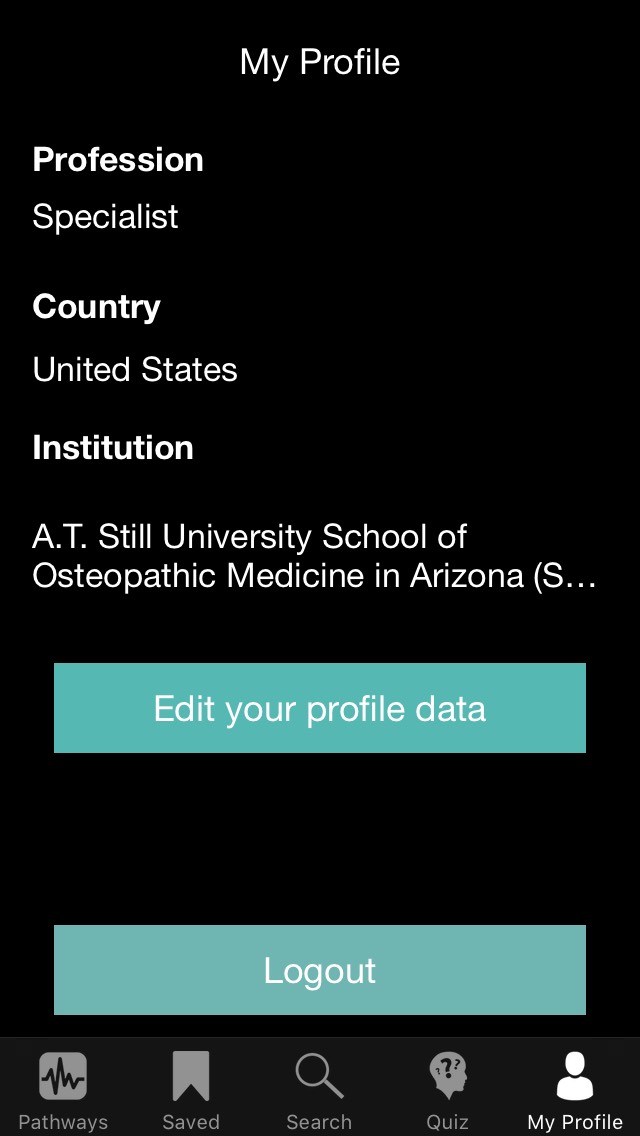 My Profile
Profession
Specialist
Country
United States
Institution
A.T. Still University School of
Osteopathic Medicine in Arizona (S...
Edit your profile data
Logout
Pathways
Saved
Search
Quiz
My Profile